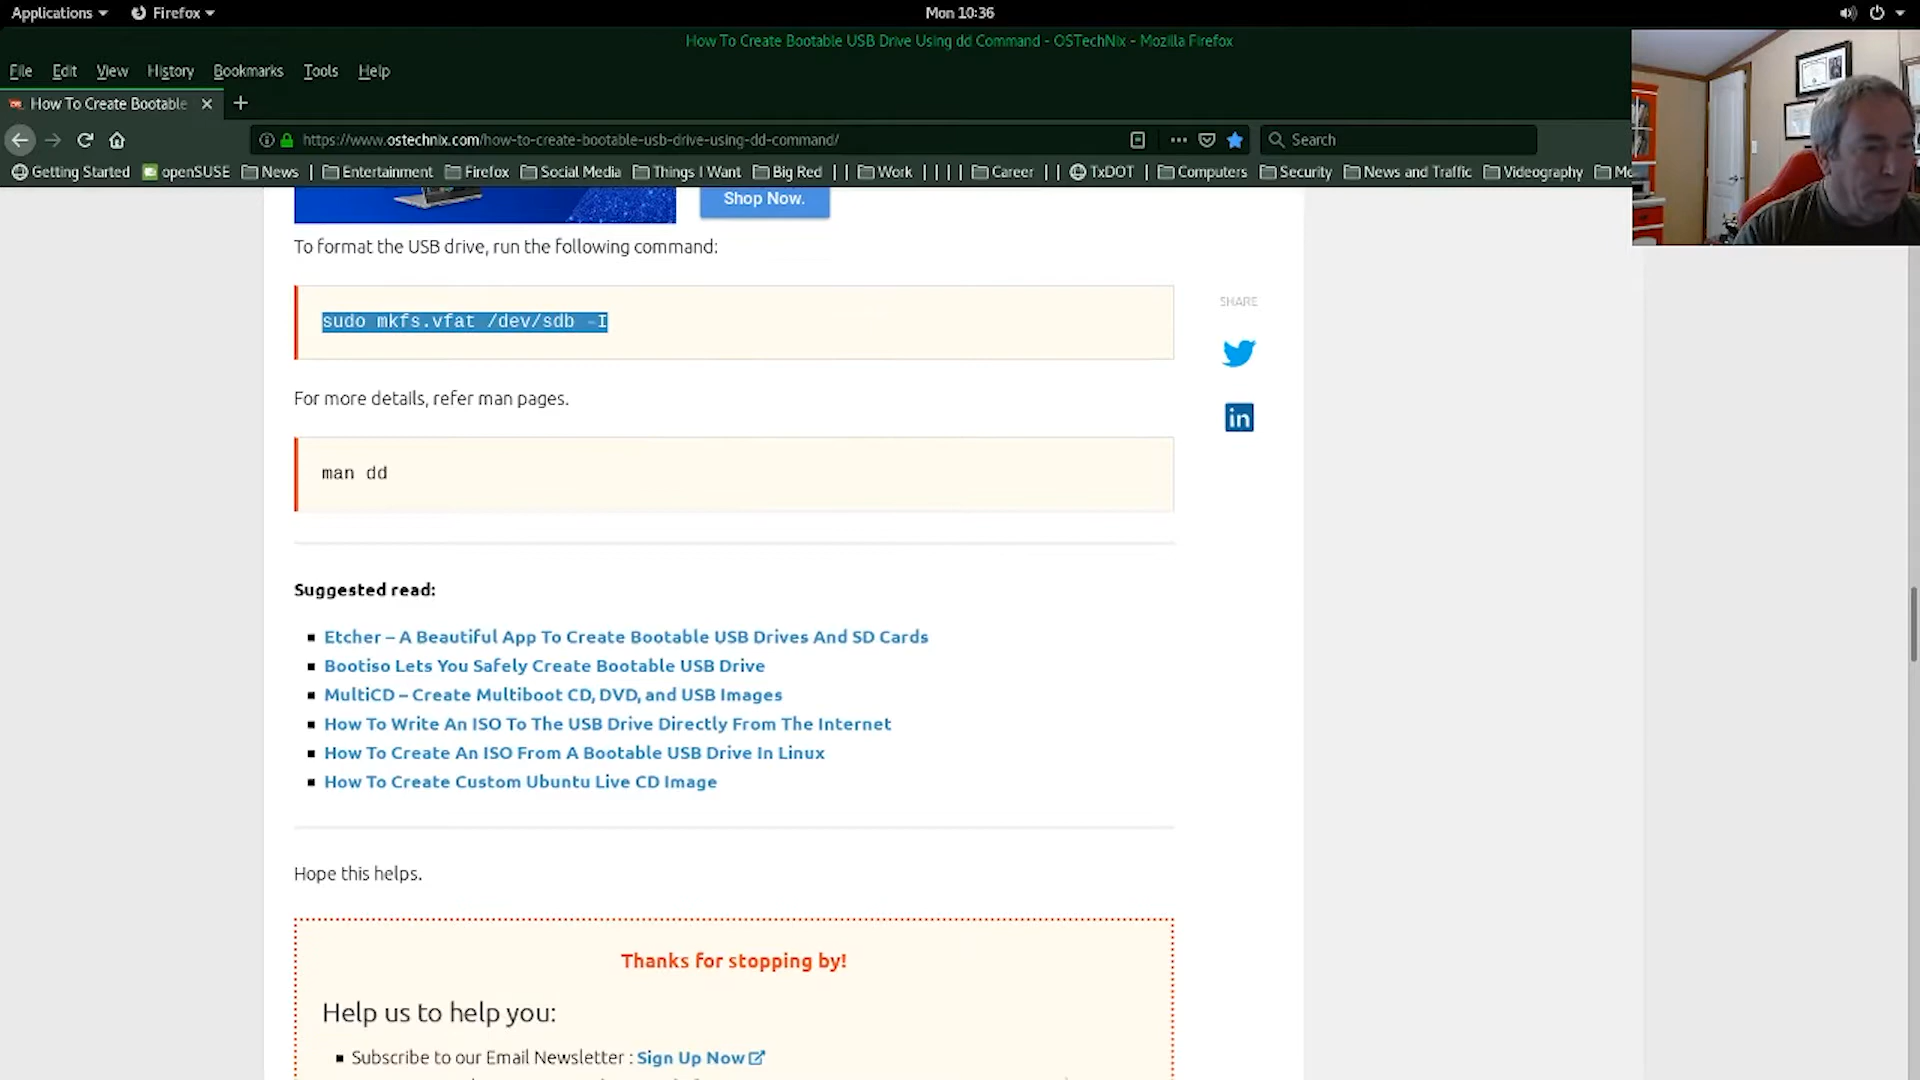 Applications Firefox Mon 10:36
How To Create Bootable USB Drive Using dd Command - OSTechNix - Mozilla Firefox
File Edit View History Bookmarks Tools Help
How To Create Bootable
https://www.ostechnix.com/how-to-create-bootable-usb-drive-using-dd-command/ Search
Getting Started openSUSE News | Entertainment Firefox Social Media Things I Want Big Red | | Work | | | | Career | | TxDOT | Computers Security News and Traffic Videography Mo
Shop Now.
To format the USB drive, run the following command:
sudo mkfs.vfat /dev/sdb -I
SHARE
For more details, refer man pages.
in
man dd
Suggested read:
Etcher – A Beautiful App To Create Bootable USB Drives And SD Cards
Bootiso Lets You Safely Create Bootable USB Drive
MultiCD – Create Multiboot CD, DVD, and USB Images
How To Write An ISO To The USB Drive Directly From The Internet
How To Create An ISO From A Bootable USB Drive In Linux
How To Create Custom Ubuntu Live CD Image
Hope this helps.
Thanks for stopping by!
Help us to help you:
Subscribe to our Email Newsletter : Sign Up Now